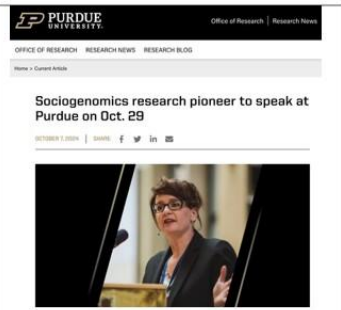 PURDUE
UNIVERSITY.
Office of Research | Research News
OFFICE OF RESEARCH RESEARCH NEWS RESEARCH BLOG
Home > Current Article
Sociogenomics research pioneer to speak at
Purdue on Oct. 29
OCTOBER 7, 2024 | SHARE